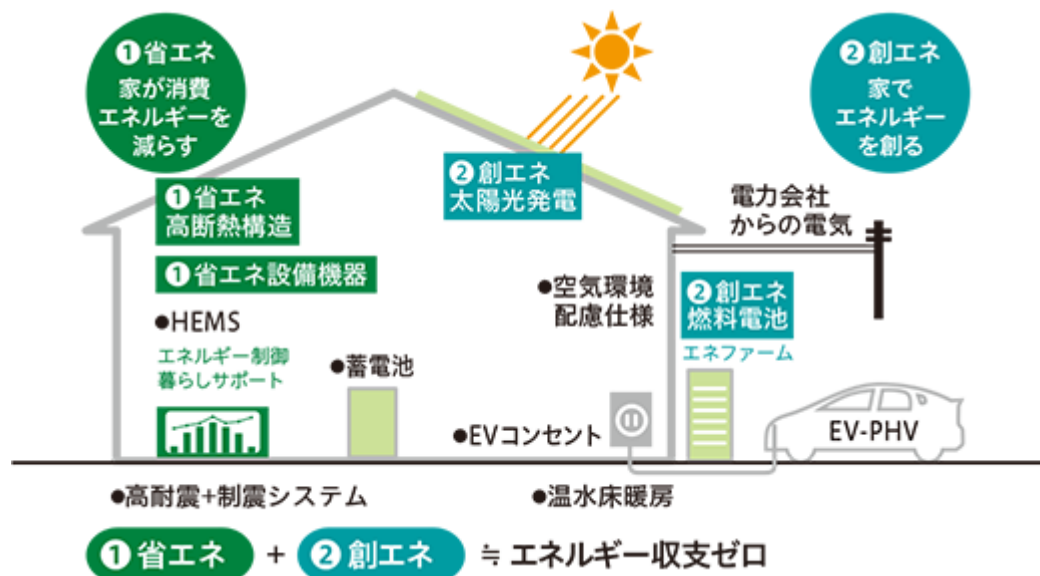 ❶省エネ
家が消費
エネルギーを
減らす
❷創エネ
家で
エネルギー
を創る
❶省エネ
高断熱構造
❷創エネ
太陽光発電
電力会社
からの電気
❶省エネ設備機器
●HEMS
エネルギー制御
暮らしサポート
●蓄電池
●空気環境
配慮仕様
❷創エネ
燃料電池
エネファーム
●EVコンセント
EV-PHV
●高耐震+制震システム
●温水床暖房
❶省エネ + ❷創エネ ≒ エネルギー収支ゼロ